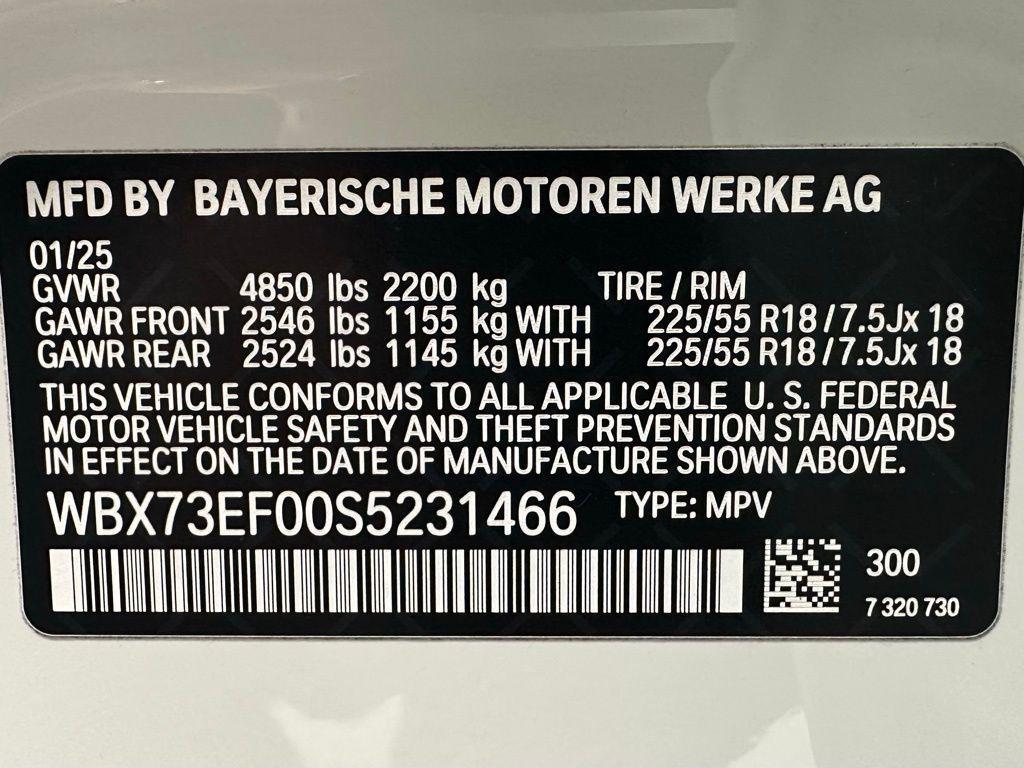 MFD BY BAYERISCHE MOTOREN WERKE AG
01/25
GVWR 4850 lbs 2200 kg TIRE / RIM
GAWR FRONT 2546 lbs 1155 kg WITH 225/55 R18 / 7.5Jx 18
GAWR REAR 2524 lbs 1145 kg WITH 225/55 R18 / 7.5Jx 18
THIS VEHICLE CONFORMS TO ALL APPLICABLE U. S. FEDERAL
MOTOR VEHICLE SAFETY AND THEFT PREVENTION STANDARDS
IN EFFECT ON THE DATE OF MANUFACTURE SHOWN ABOVE.
WBX73EF00S5231466 TYPE: MPV
300
7 320 730